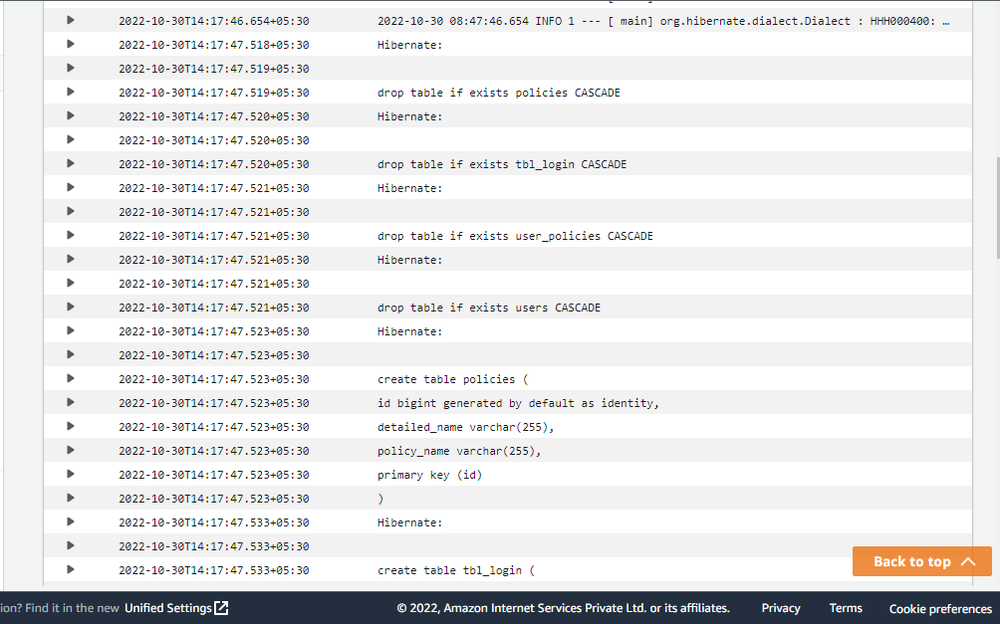 2022-10-30T14:17:46.654+05:30 2022-10-30 08:47:46.654 INFO 1 --- [ main] org.hibernate.dialect.Dialect : HHH000400: …
2022-10-30T14:17:47.518+05:30 Hibernate:
2022-10-30T14:17:47.519+05:30
2022-10-30T14:17:47.519+05:30 drop table if exists policies CASCADE
2022-10-30T14:17:47.520+05:30 Hibernate:
2022-10-30T14:17:47.520+05:30
2022-10-30T14:17:47.520+05:30 drop table if exists tbl_login CASCADE
2022-10-30T14:17:47.521+05:30 Hibernate:
2022-10-30T14:17:47.521+05:30
2022-10-30T14:17:47.521+05:30 drop table if exists user_policies CASCADE
2022-10-30T14:17:47.521+05:30 Hibernate:
2022-10-30T14:17:47.521+05:30
2022-10-30T14:17:47.521+05:30 drop table if exists users CASCADE
2022-10-30T14:17:47.523+05:30 Hibernate:
2022-10-30T14:17:47.523+05:30
2022-10-30T14:17:47.523+05:30 create table policies (
2022-10-30T14:17:47.523+05:30 id bigint generated by default as identity,
2022-10-30T14:17:47.523+05:30 detailed_name varchar(255),
2022-10-30T14:17:47.523+05:30 policy_name varchar(255),
2022-10-30T14:17:47.523+05:30 primary key (id)
2022-10-30T14:17:47.523+05:30 )
2022-10-30T14:17:47.533+05:30 Hibernate:
2022-10-30T14:17:47.533+05:30
2022-10-30T14:17:47.533+05:30 create table tbl_login (
Back to top
ion? Find it in the new Unified Settings © 2022, Amazon Internet Services Private Ltd. or its affiliates. Privacy Terms Cookie preferences